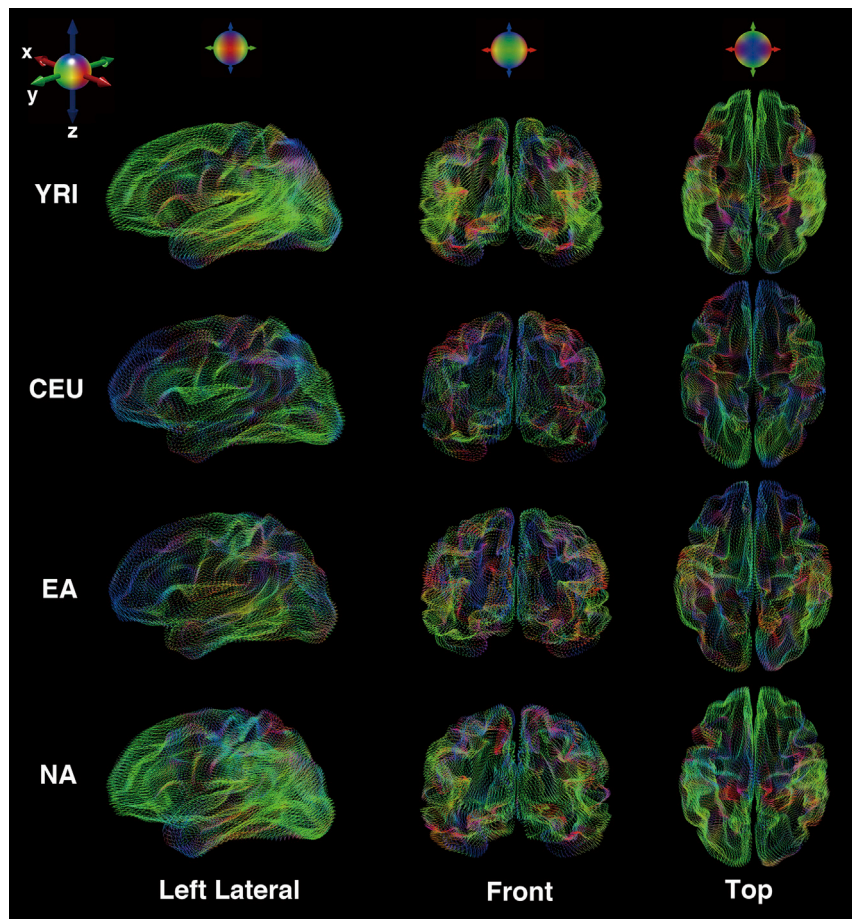 x
y
z
YRI
CEU
EA
NA
Left Lateral
Front
Top